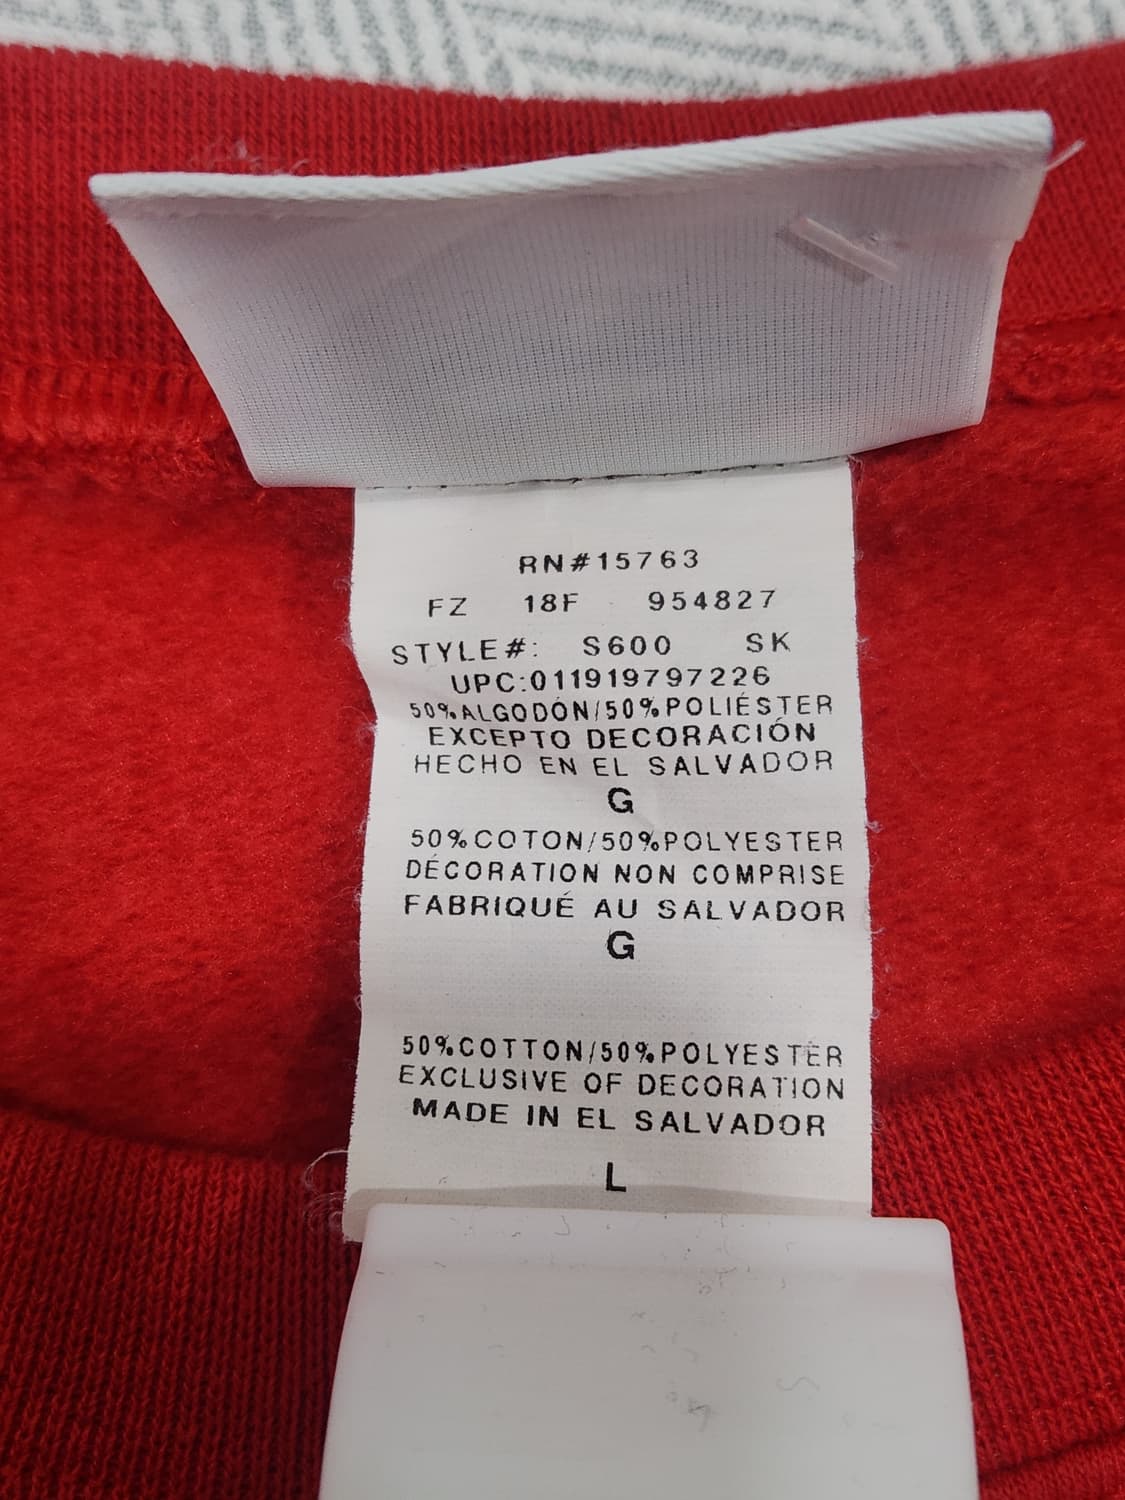 RN#15763
FZ 18F 954827
STYLE#: S600 SK
UPC:011919797226
50%ALGODÓN/50%POLIÉSTER
EXCEPTO DECORACIÓN
HECHO EN EL SALVADOR
G
50%COTON/50%POLYESTER
DÉCORATION NON COMPRISE
FABRIQUÉ AU SALVADOR
G
50%COTTON/50%POLYESTER
EXCLUSIVE OF DECORATION
MADE IN EL SALVADOR
L